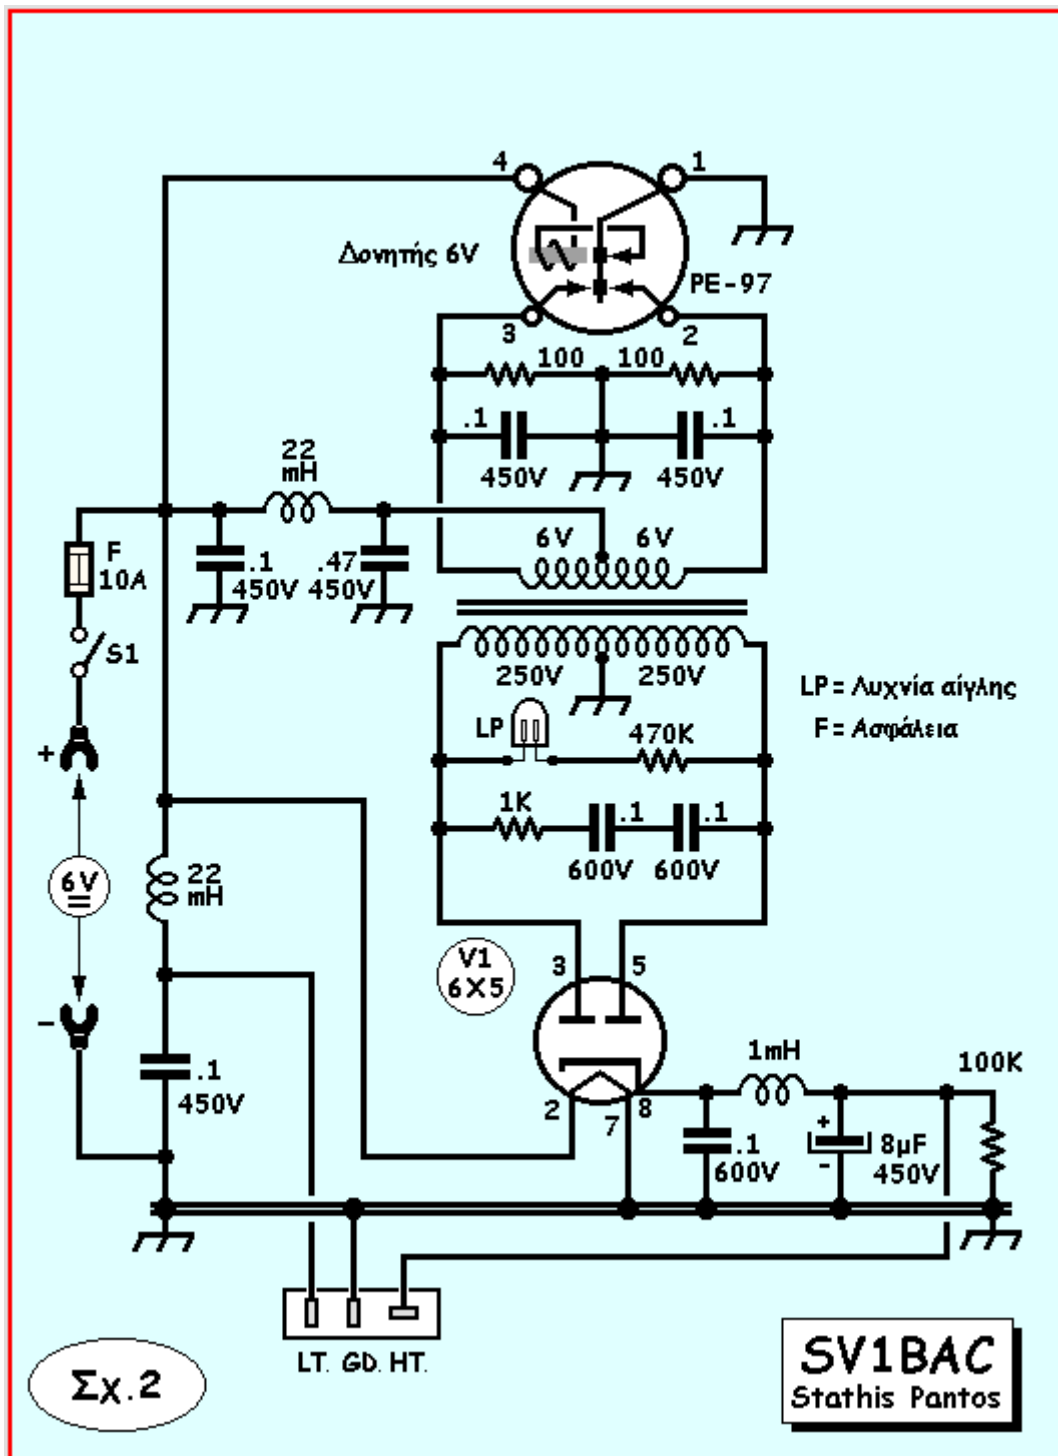 4
1
Δονητής 6V
PE-97
3
2
100
100
.1
.1
450V
450V
22
mH
6V
6V
F
10A
.1
450V
.47
450V
S1
250V
250V
LP = Λυχνία αίγλης
LP
470K
F = Ασφάλεια
+
1K
.1
.1
600V
600V
6V
22
mH
V1
6X5
3
5
-
.1
450V
1mH
100K
2
7
8
+
-
.1
600V
8μF
450V
LT. GD. HT.
Σχ.2
SV1BAC
Stathis Pantos